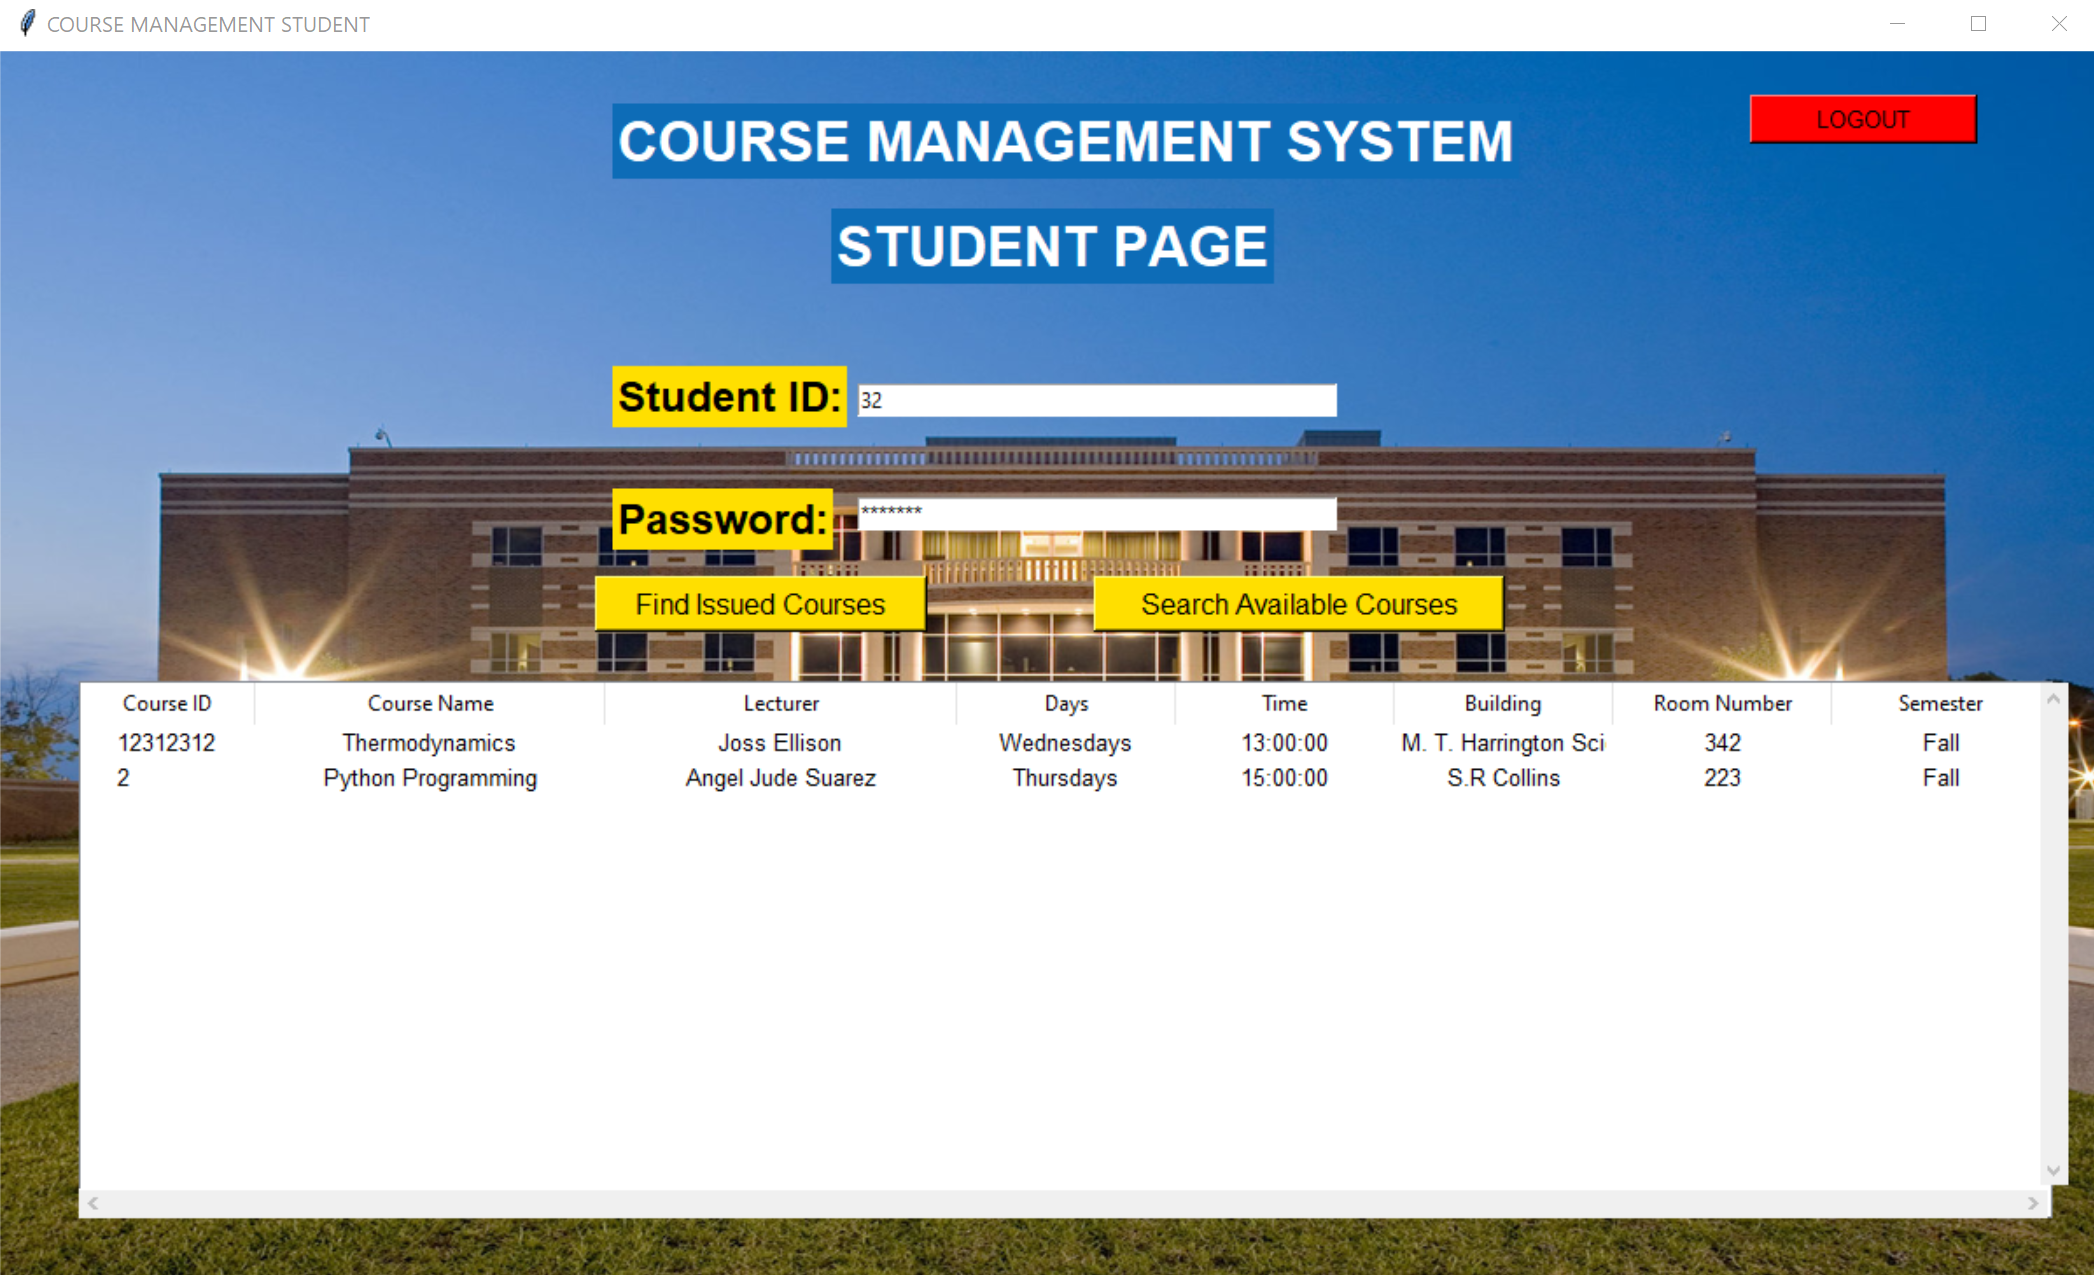 COURSE MANAGEMENT STUDENT
COURSE MANAGEMENT SYSTEM
LOGOUT
STUDENT PAGE
Student ID: 32
Password: *******
Find Issued Courses Search Available Courses
Course ID Course Name Lecturer Days Time Building Room Number Semester
12312312 Thermodynamics Joss Ellison Wednesdays 13:00:00 M. T. Harrington Sci 342 Fall
2 Python Programming Angel Jude Suarez Thursdays 15:00:00 S.R Collins 223 Fall